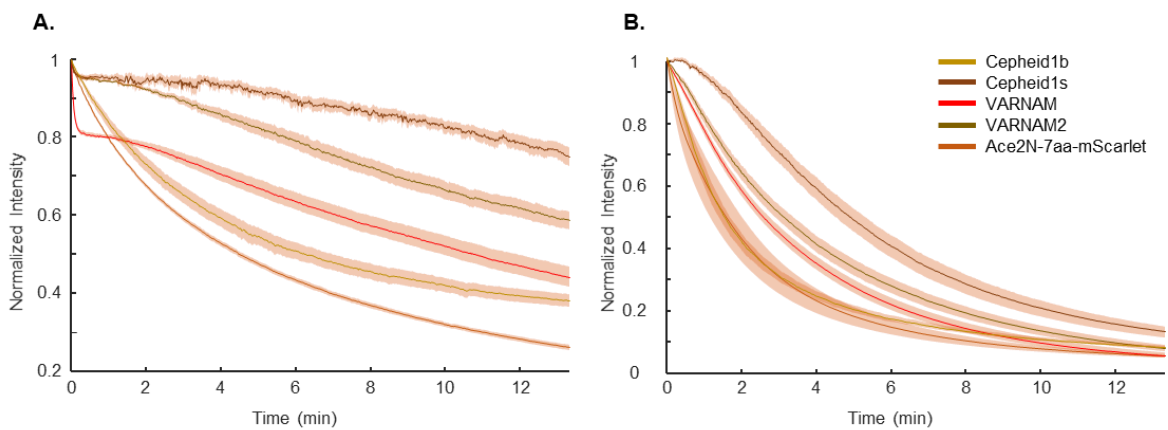 A.
B.
1
0.8
0.6
0.4
0.2
0
2
4
6
8
10
12
Normalized Intensity
Time (min)
1
0.8
0.6
0.4
0.2
0
0
2
4
6
8
10
12
Normalized Intensity
Time (min)
Cepheid1b
Cepheid1s
VARNAM
VARNAM2
Ace2N-7aa-mScarlet